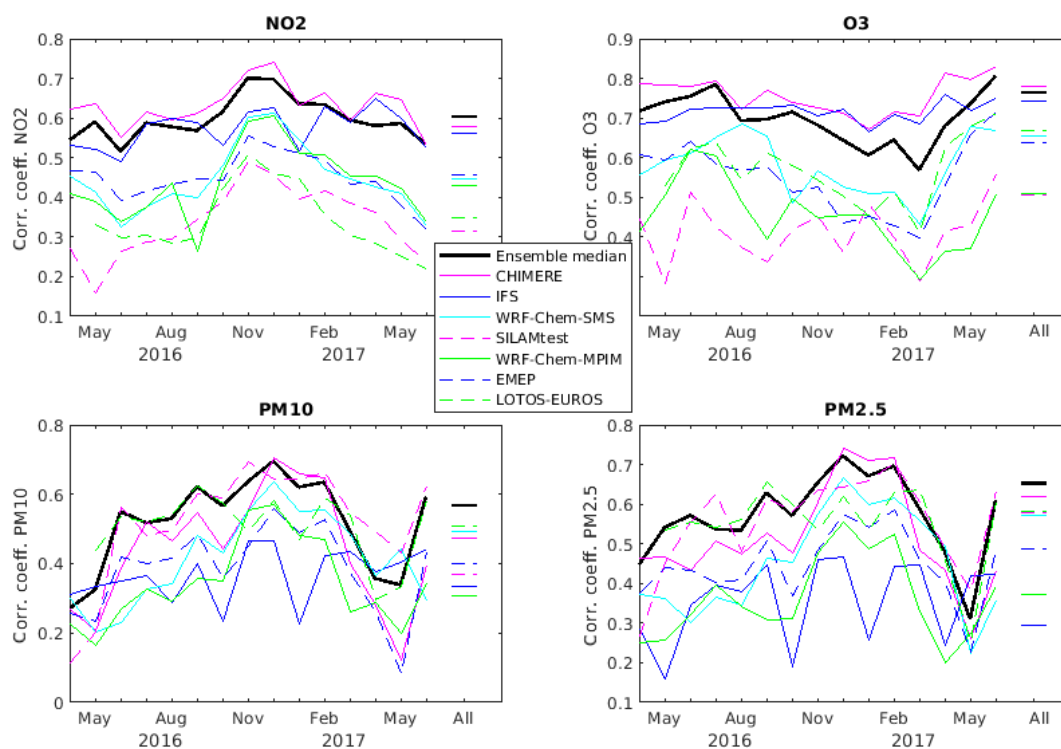 NO2
0.8
0.7
0.6
0.5
0.4
0.3
0.2
0.1
Corr. coeff. NO2
May Aug Nov Feb May All
2016 2017
O3
0.9
0.8
0.7
0.6
0.5
0.4
Corr. coeff. O3
May Aug Nov Feb May All
2016 2017
Ensemble median
CHIMERE
IFS
WRF-Chem-SMS
SILAMtest
WRF-Chem-MPIM
EMEP
LOTOS-EUROS
PM10
0.8
0.6
0.4
0.2
0
Corr. coeff. PM10
May Aug Nov Feb May All
2016 2017
PM2.5
0.8
0.7
0.6
0.5
0.4
0.3
0.2
0.1
Corr. coeff. PM2.5
May Aug Nov Feb May All
2016 2017